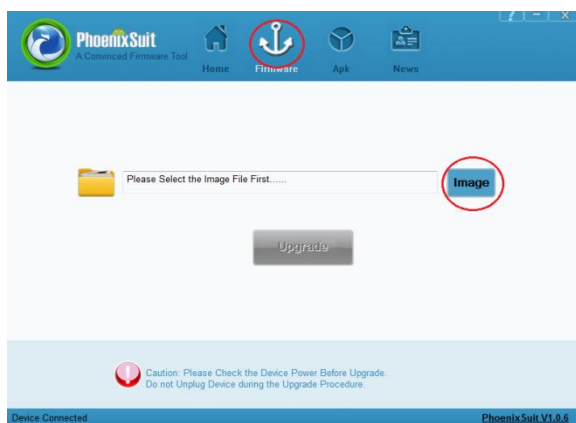 PhoenixSuit
A Convinced Firmware Tool
Home
Firmware
Apk
News
? - X
Please Select the Image File First......
Image
Upgrade
Caution: Please Check the Device Power Before Upgrade.
Do not Unplug Device during the Upgrade Procedure.
Device Connected
PhoenixSuit V1.0.6